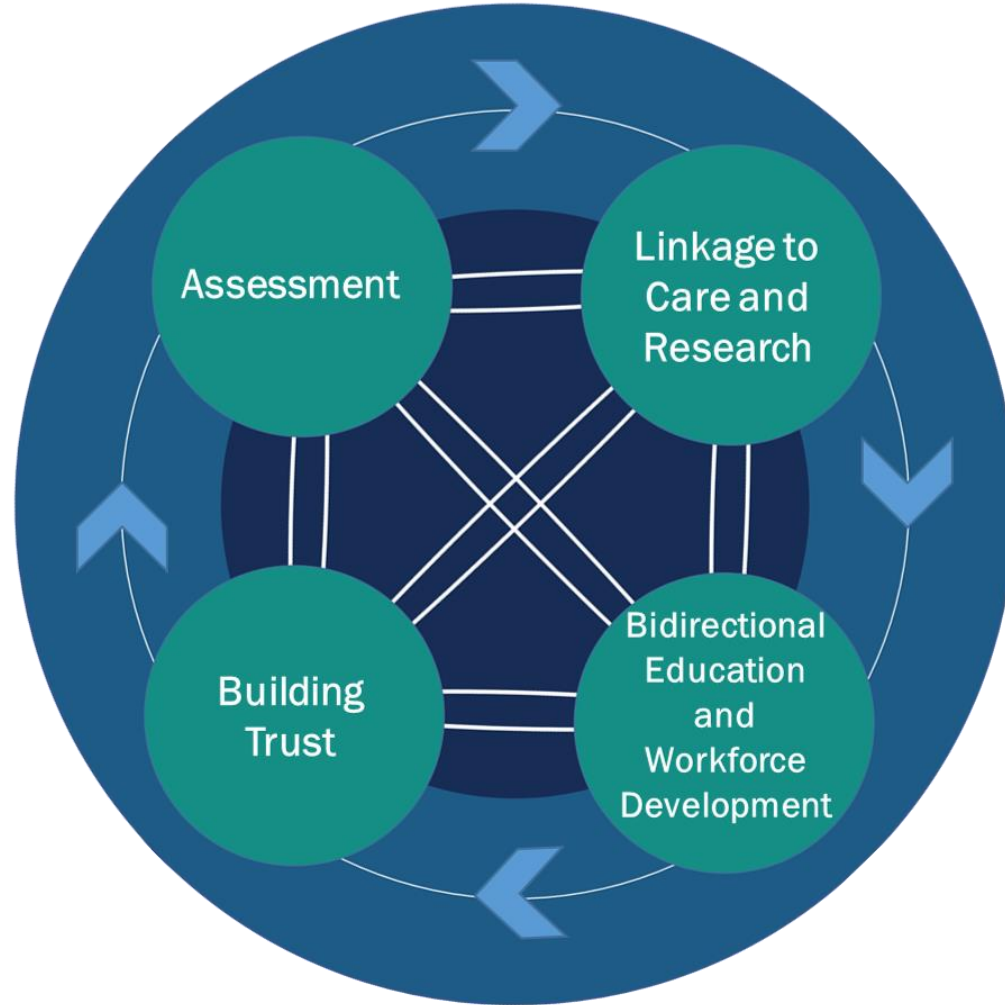 Assessment
Linkage to
Care and
Research
Building
Trust
Bidirectional
Education
and
Workforce
Development